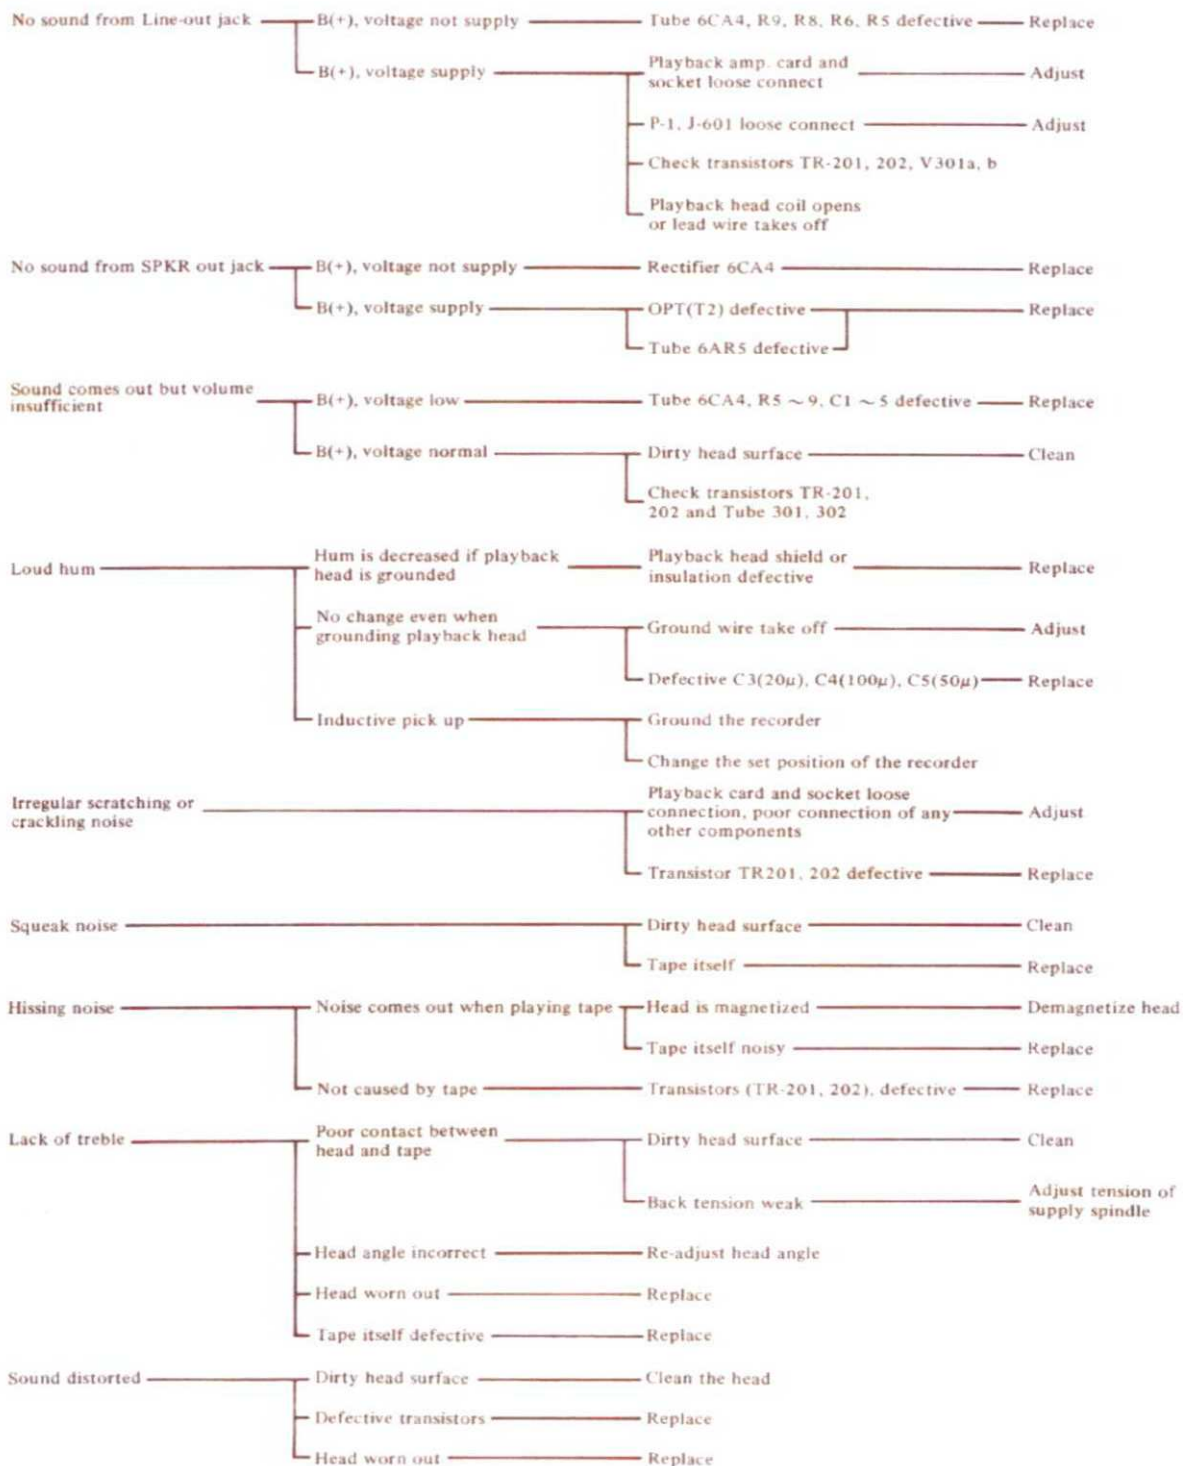 No sound from Line-out jack B(+), voltage not supply Tube 6CA4, R9, R8, R6, R5 defective Replace
B(+), voltage supply Playback amp. card and
socket loose connect Adjust
P-1, J-601 loose connect Adjust
Check transistors TR-201, 202, V301a, b
Playback head coil opens
or lead wire takes off
No sound from SPKR out jack B(+), voltage not supply Rectifier 6CA4 Replace
B(+), voltage supply OPT(T2) defective Replace
Tube 6AR5 defective
Sound comes out but volume
insufficient B(+), voltage low Tube 6CA4, R5 ~ 9, C1 ~ 5 defective Replace
B(+), voltage normal Dirty head surface Clean
Check transistors TR-201,
202 and Tube 301, 302
Loud hum Hum is decreased if playback
head is grounded Playback head shield or
insulation defective Replace
No change even when
grounding playback head Ground wire take off Adjust
Defective C3(20μ), C4(100μ), C5(50μ) Replace
Inductive pick up Ground the recorder
Change the set position of the recorder
Irregular scratching or
crackling noise Playback card and socket loose
connection, poor connection of any
other components Adjust
Transistor TR201, 202 defective Replace
Squeak noise Dirty head surface Clean
Tape itself Replace
Hissing noise Noise comes out when playing tape Head is magnetized Demagnetize head
Tape itself noisy Replace
Not caused by tape Transistors (TR-201, 202), defective Replace
Lack of treble Poor contact between
head and tape Dirty head surface Clean
Back tension weak Adjust tension of
supply spindle
Head angle incorrect Re-adjust head angle
Head worn out Replace
Tape itself defective Replace
Sound distorted Dirty head surface Clean the head
Defective transistors Replace
Head worn out Replace